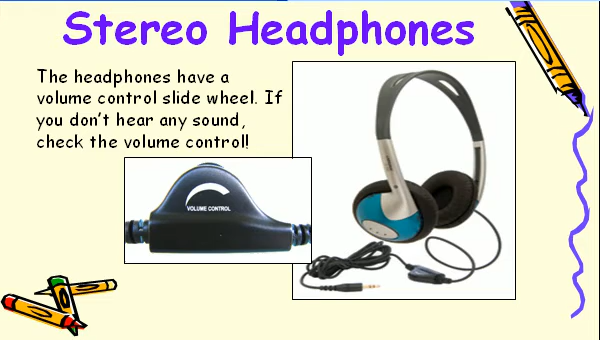 Stereo Headphones
The headphones have a
volume control slide wheel. If
you don't hear any sound,
check the volume control!
VOLUME CONTROL